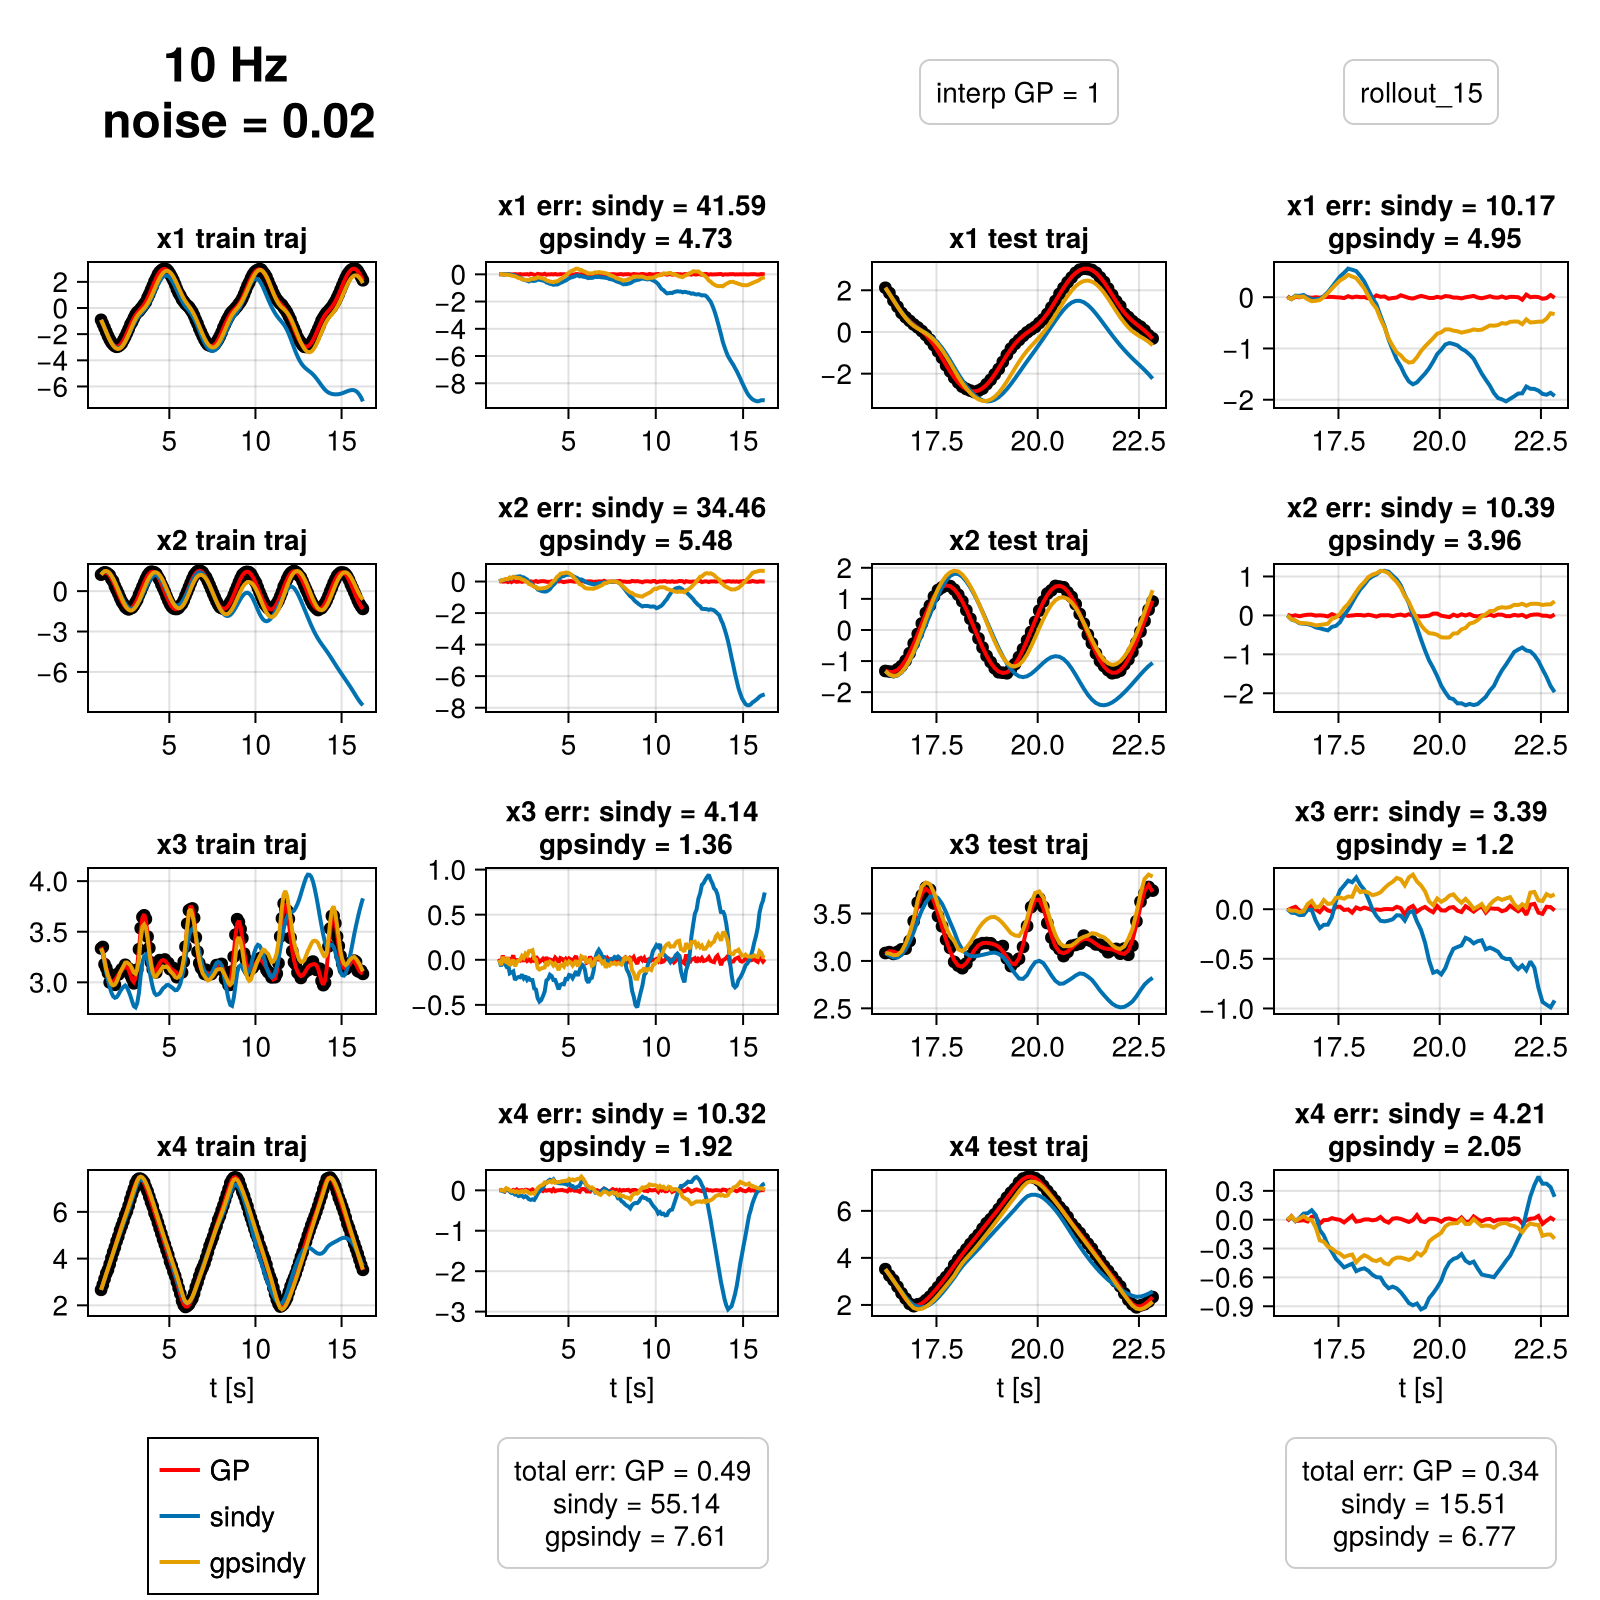 10 Hz
noise = 0.02
interp GP = 1
rollout_15
x1 train traj
2
0
−2
−4
−6
5 10 15
x1 err: sindy = 41.59
gpsindy = 4.73
0
−2
−4
−6
−8
5 10 15
x1 test traj
2
0
−2
17.5 20.0 22.5
x1 err: sindy = 10.17
gpsindy = 4.95
0
−1
−2
17.5 20.0 22.5
x2 train traj
0
−3
−6
5 10 15
x2 err: sindy = 34.46
gpsindy = 5.48
0
−2
−4
−6
−8
5 10 15
x2 test traj
2
1
0
−1
−2
17.5 20.0 22.5
x2 err: sindy = 10.39
gpsindy = 3.96
1
0
−1
−2
17.5 20.0 22.5
x3 train traj
4.0
3.5
3.0
5 10 15
x3 err: sindy = 4.14
gpsindy = 1.36
1.0
0.5
0.0
−0.5
5 10 15
x3 test traj
3.5
3.0
2.5
17.5 20.0 22.5
x3 err: sindy = 3.39
gpsindy = 1.2
0.0
−0.5
−1.0
17.5 20.0 22.5
x4 train traj
6
4
2
5 10 15
t [s]
x4 err: sindy = 10.32
gpsindy = 1.92
0
−1
−2
−3
5 10 15
t [s]
x4 test traj
6
4
2
17.5 20.0 22.5
t [s]
x4 err: sindy = 4.21
gpsindy = 2.05
0.3
0.0
−0.3
−0.6
−0.9
17.5 20.0 22.5
t [s]
GP
sindy
gpsindy
total err: GP = 0.49
sindy = 55.14
gpsindy = 7.61
total err: GP = 0.34
sindy = 15.51
gpsindy = 6.77